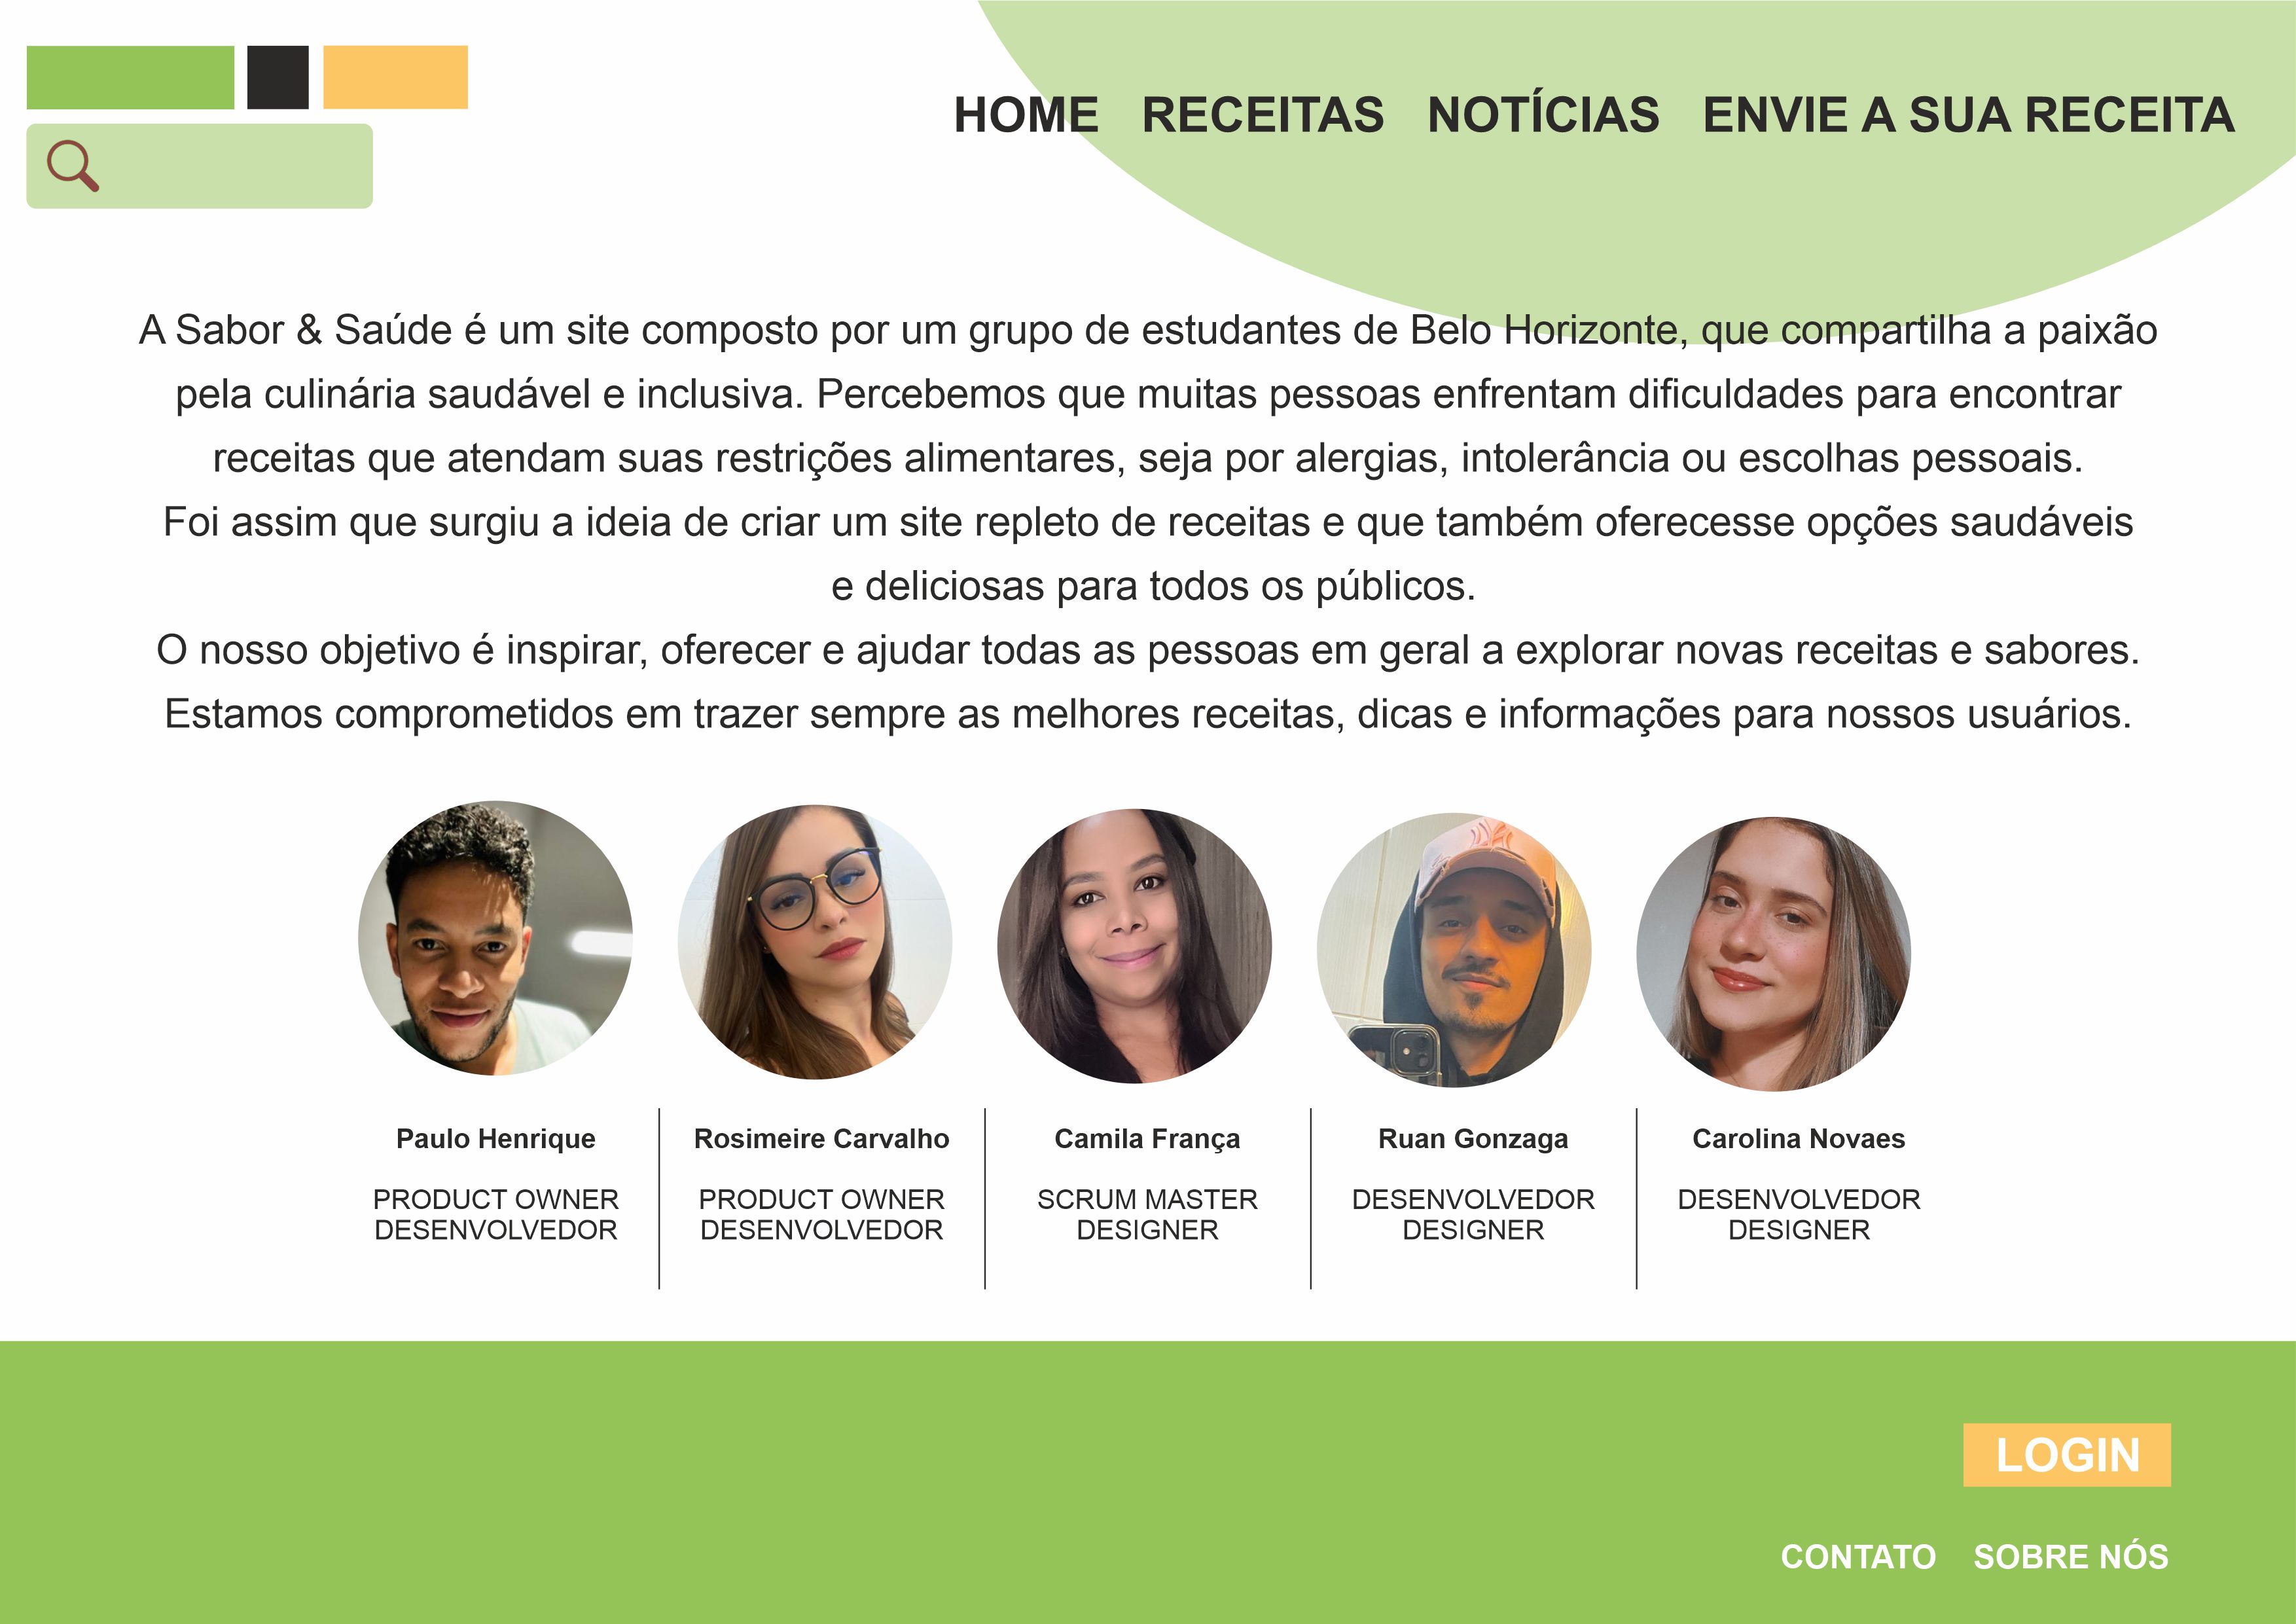 HOME RECEITAS NOTÍCIAS ENVIE A SUA RECEITA
A Sabor & Saúde é um site composto por um grupo de estudantes de Belo Horizonte, que compartilha a paixão
pela culinária saudável e inclusiva. Percebemos que muitas pessoas enfrentam dificuldades para encontrar
receitas que atendam suas restrições alimentares, seja por alergias, intolerância ou escolhas pessoais.
Foi assim que surgiu a ideia de criar um site repleto de receitas e que também oferecesse opções saudáveis
e deliciosas para todos os públicos.
O nosso objetivo é inspirar, oferecer e ajudar todas as pessoas em geral a explorar novas receitas e sabores.
Estamos comprometidos em trazer sempre as melhores receitas, dicas e informações para nossos usuários.
Paulo Henrique
PRODUCT OWNER
DESENVOLVEDOR
Rosimeire Carvalho
PRODUCT OWNER
DESENVOLVEDOR
Camila França
SCRUM MASTER
DESIGNER
Ruan Gonzaga
DESENVOLVEDOR
DESIGNER
Carolina Novaes
DESENVOLVEDOR
DESIGNER
LOGIN
CONTATO SOBRE NÓS